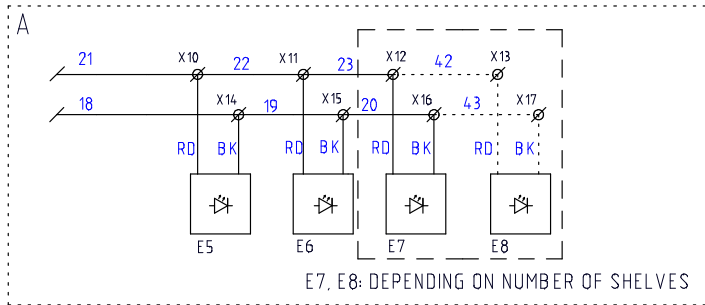 A
21 X10 22 X11 23 X12 42 X13
18 X14 19 X15 20 X16 43 X17
RD BK RD BK RD BK RD BK
E5 E6 E7 E8
E7, E8: DEPENDING ON NUMBER OF SHELVES